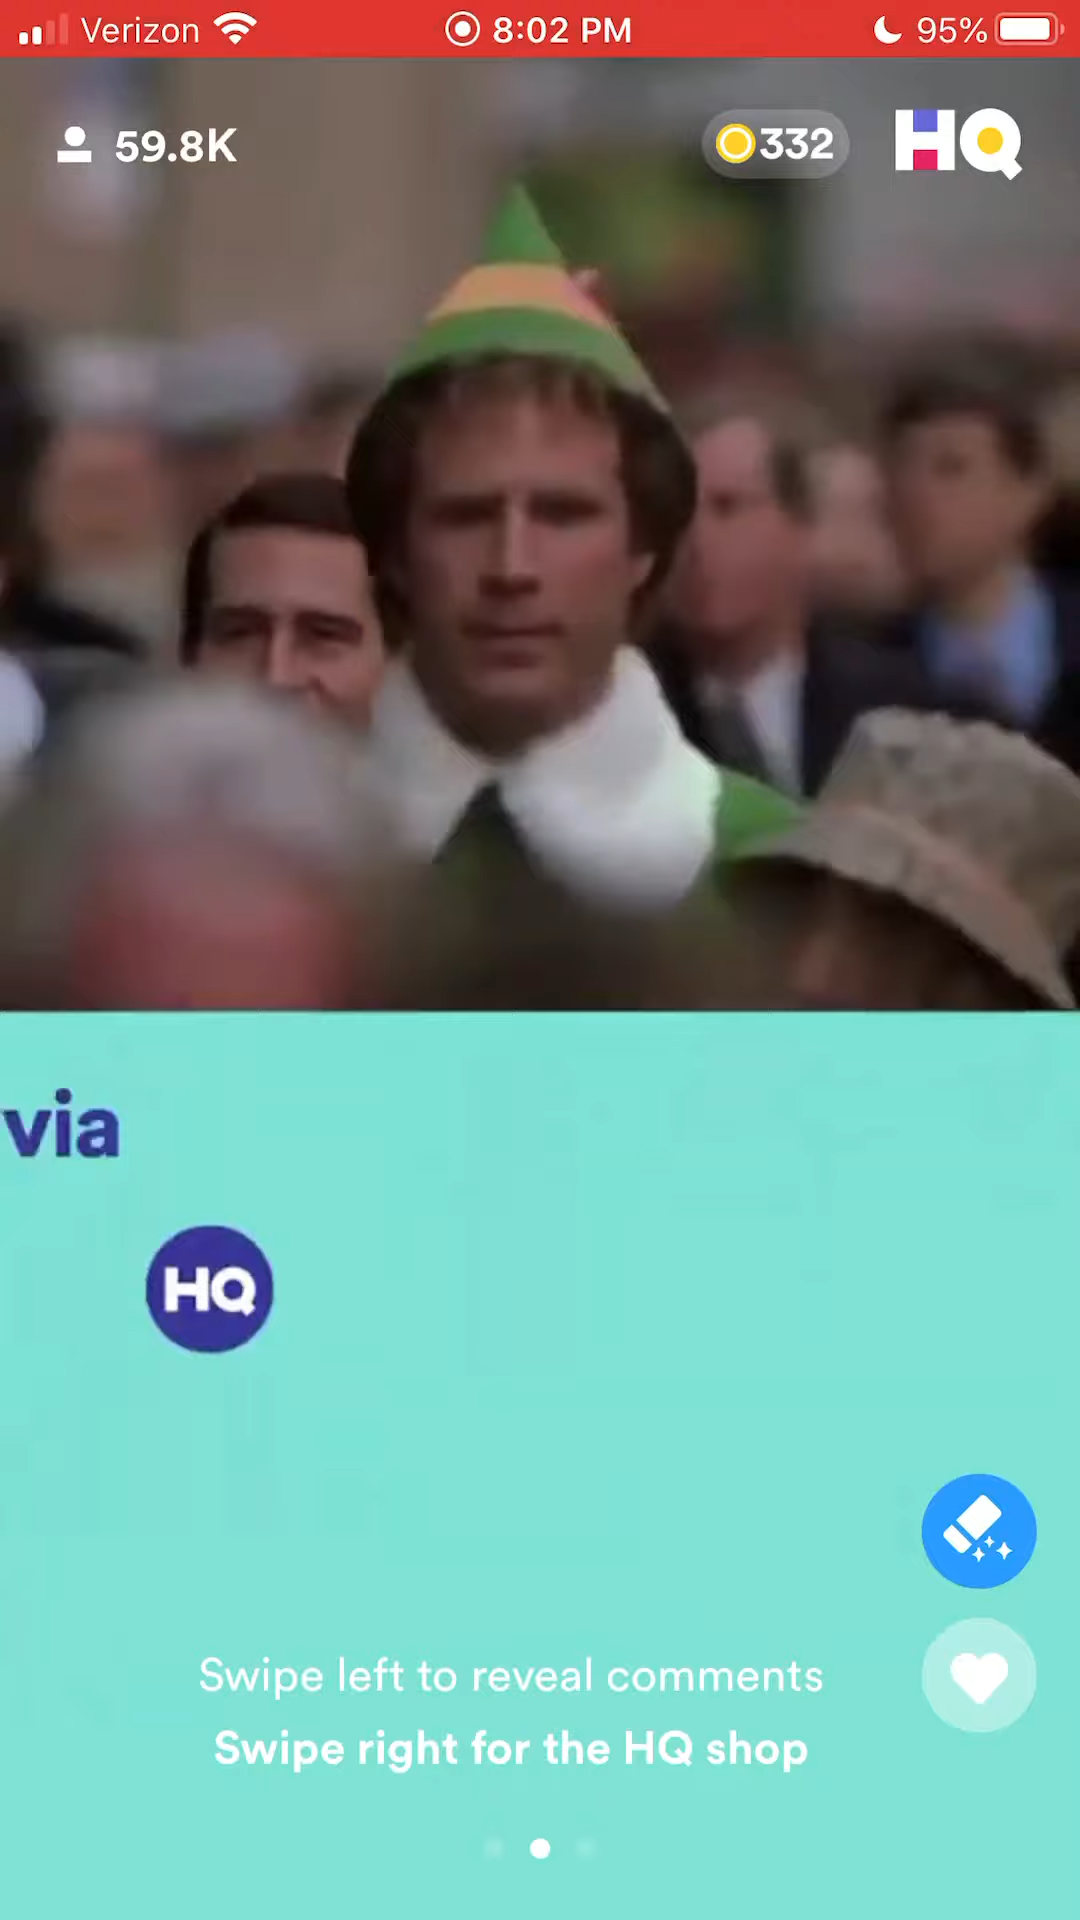 Verizon 8:02 PM 95%
59.8K 332 HQ
via
HQ
Swipe left to reveal comments
Swipe right for the HQ shop